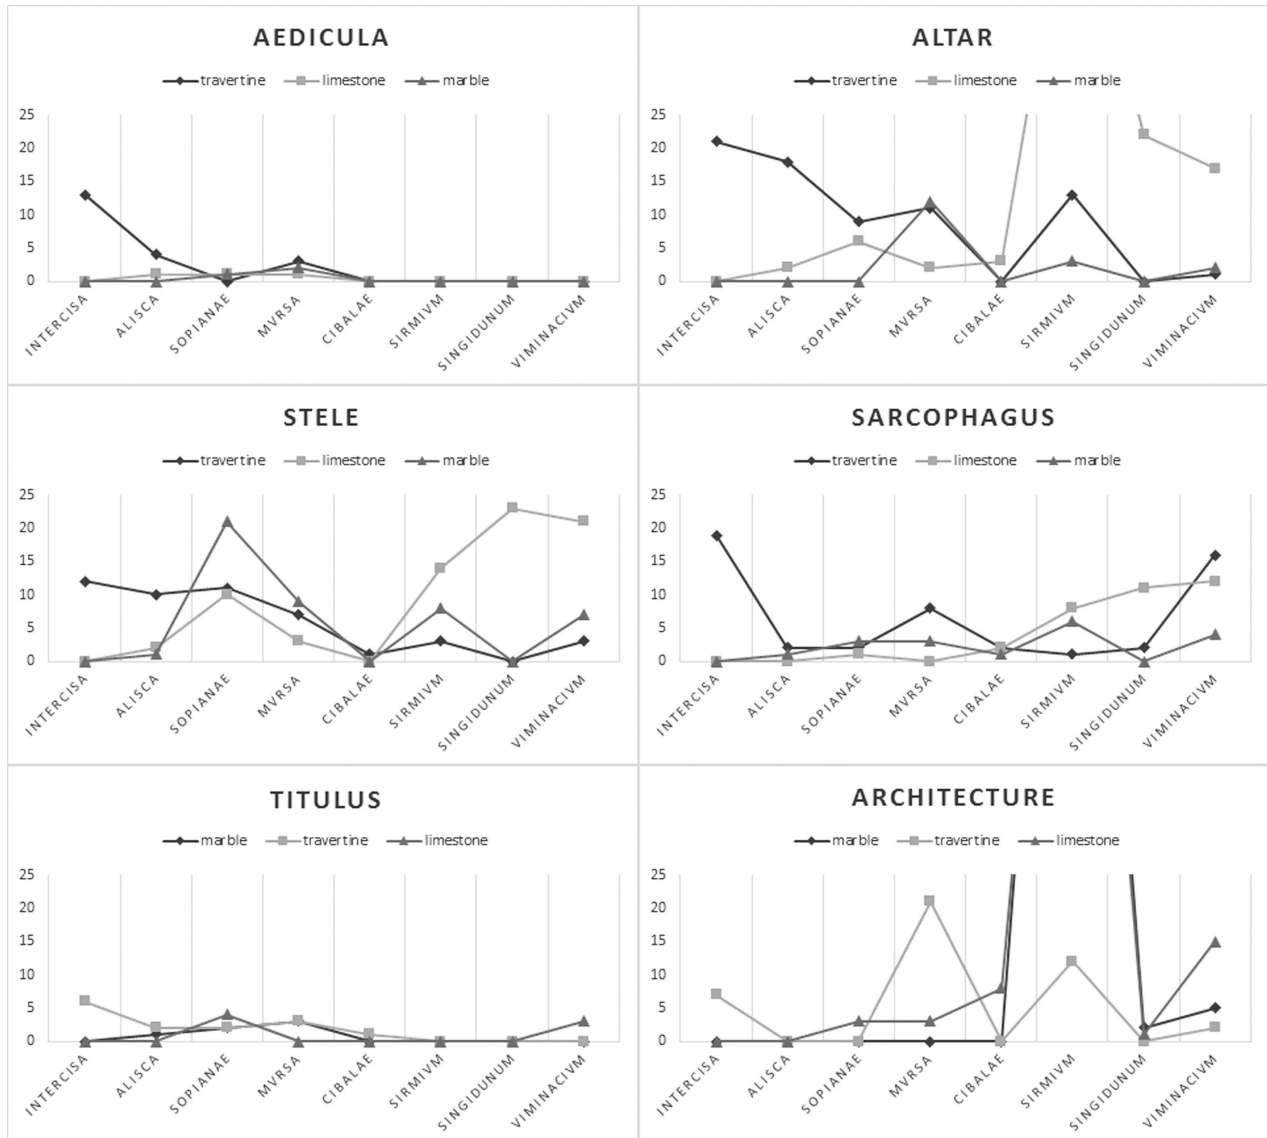 AEDICULA
travertine limestone marble
25
20
15
10
5
0
INTERCISA ALISCA SOPIANAE MVRSA CIBALAE SIRMIVM SINGIDUNUM VIMINACIVM
ALTAR
travertine limestone marble
25
20
15
10
5
0
INTERCISA ALISCA SOPIANAE MVRSA CIBALAE SIRMIVM SINGIDUNUM VIMINACIVM
STELE
travertine limestone marble
25
20
15
10
5
0
INTERCISA ALISCA SOPIANAE MVRSA CIBALAE SIRMIVM SINGIDUNUM VIMINACIVM
SARCOPHAGUS
travertine limestone marble
25
20
15
10
5
0
INTERCISA ALISCA SOPIANAE MVRSA CIBALAE SIRMIVM SINGIDUNUM VIMINACIVM
TITULUS
marble travertine limestone
25
20
15
10
5
0
INTERCISA ALISCA SOPIANAE MVRSA CIBALAE SIRMIVM SINGIDUNUM VIMINACIVM
ARCHITECTURE
marble travertine limestone
25
20
15
10
5
0
INTERCISA ALISCA SOPIANAE MVRSA CIBALAE SIRMIVM SINGIDUNUM VIMINACIVM